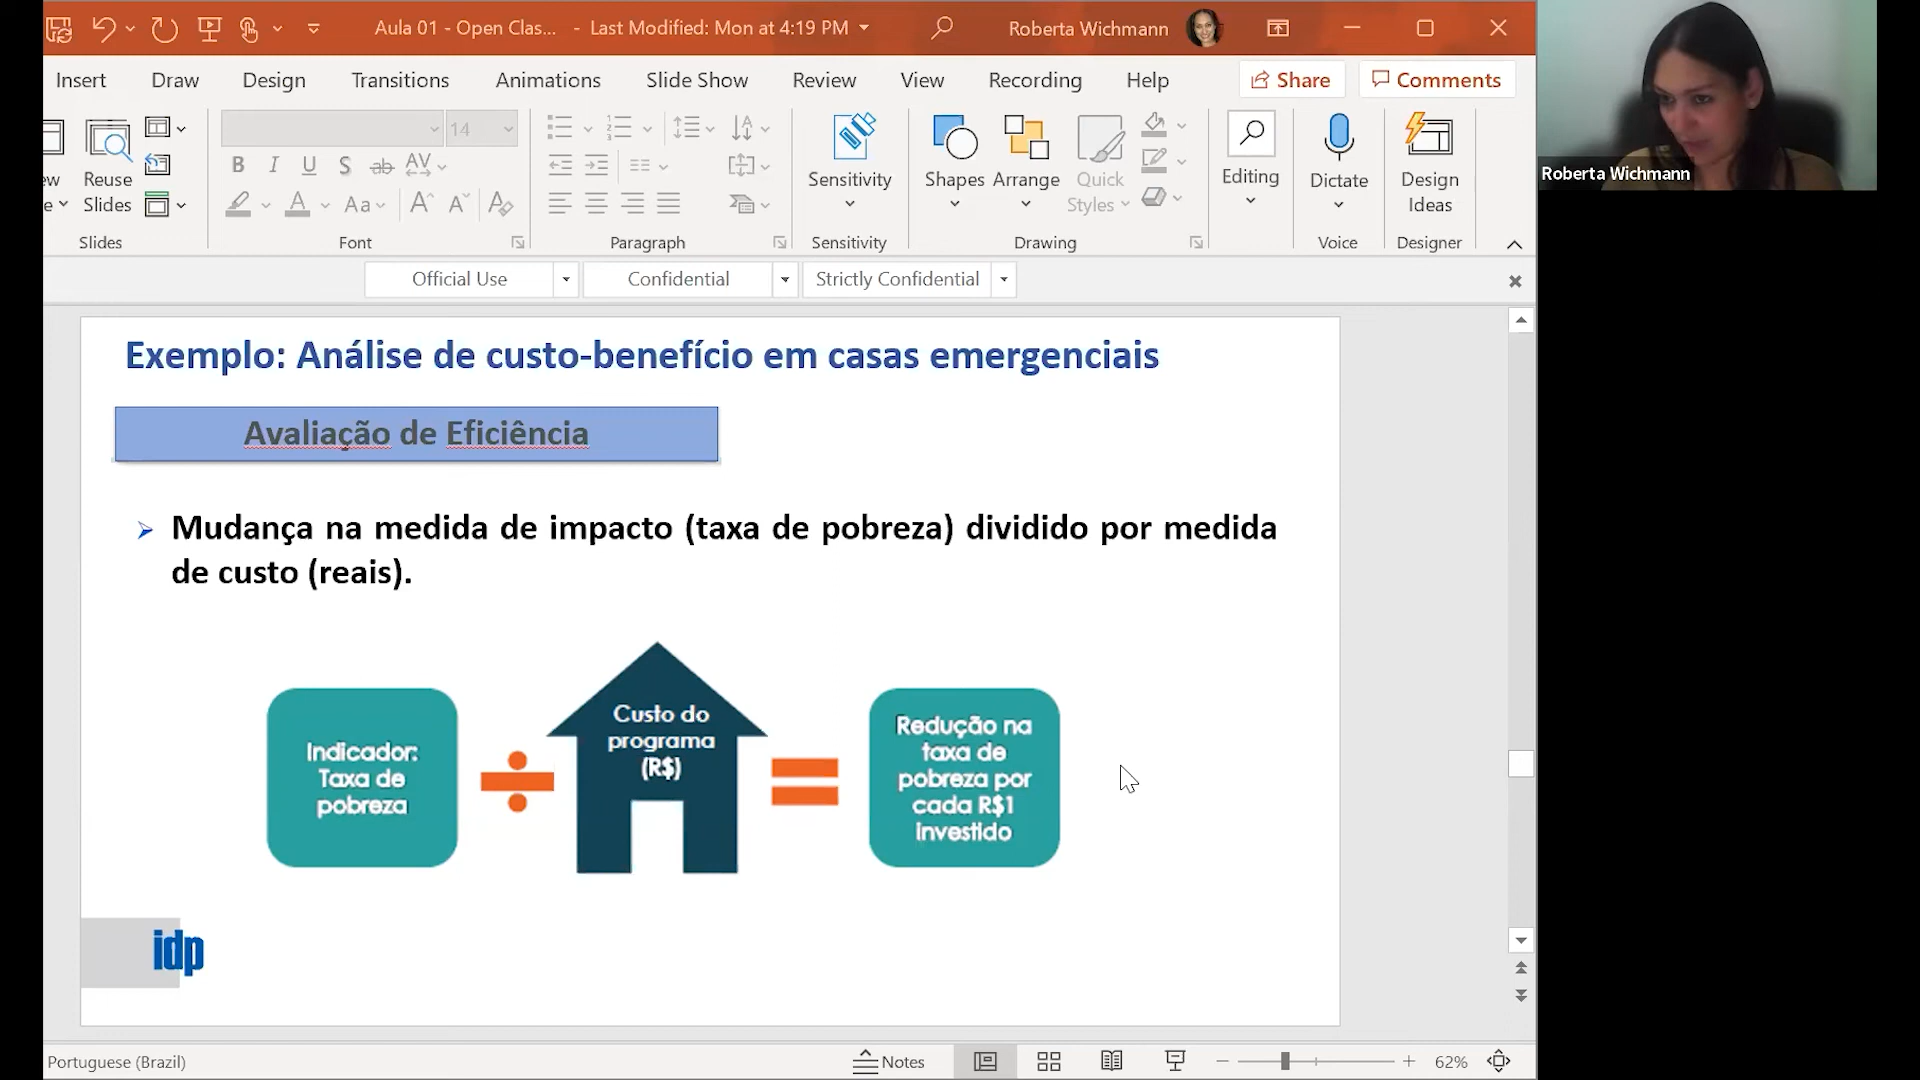 Aula 01 - Open Clas... - Last Modified: Mon at 4:19 PM
Roberta Wichmann
Insert Draw Design Transitions Animations Slide Show Review View Recording Help
Share
Comments
14
Reuse
Slides
Slides
B I U S ab AV
A A Aa A A A
Font
Paragraph
Sensitivity
Sensitivity
Shapes
Arrange
Quick
Styles
Drawing
Editing
Dictate
Voice
Design
Ideas
Designer
Official Use
Confidential
Strictly Confidential
Roberta Wichmann
Exemplo: Análise de custo-benefício em casas emergenciais
Avaliação de Eficiência
Mudança na medida de impacto (taxa de pobreza) dividido por medida
de custo (reais).
Indicador:
Taxa de
pobreza
÷
Custo do
programa
(R$)
=
Redução na
taxa de
pobreza por
cada R$1
investido
idp
Portuguese (Brazil)
Notes
62%